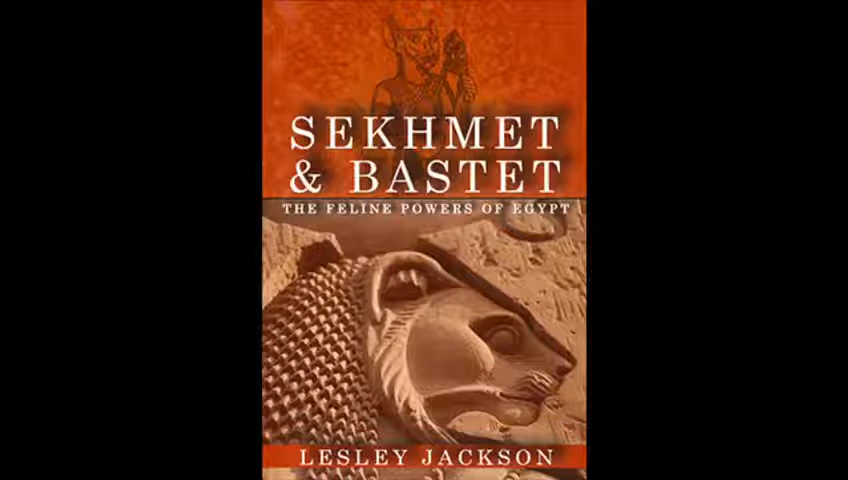 SEKHMET
& BASTET
THE FELINE POWERS OF EGYPT
LESLEY JACKSON